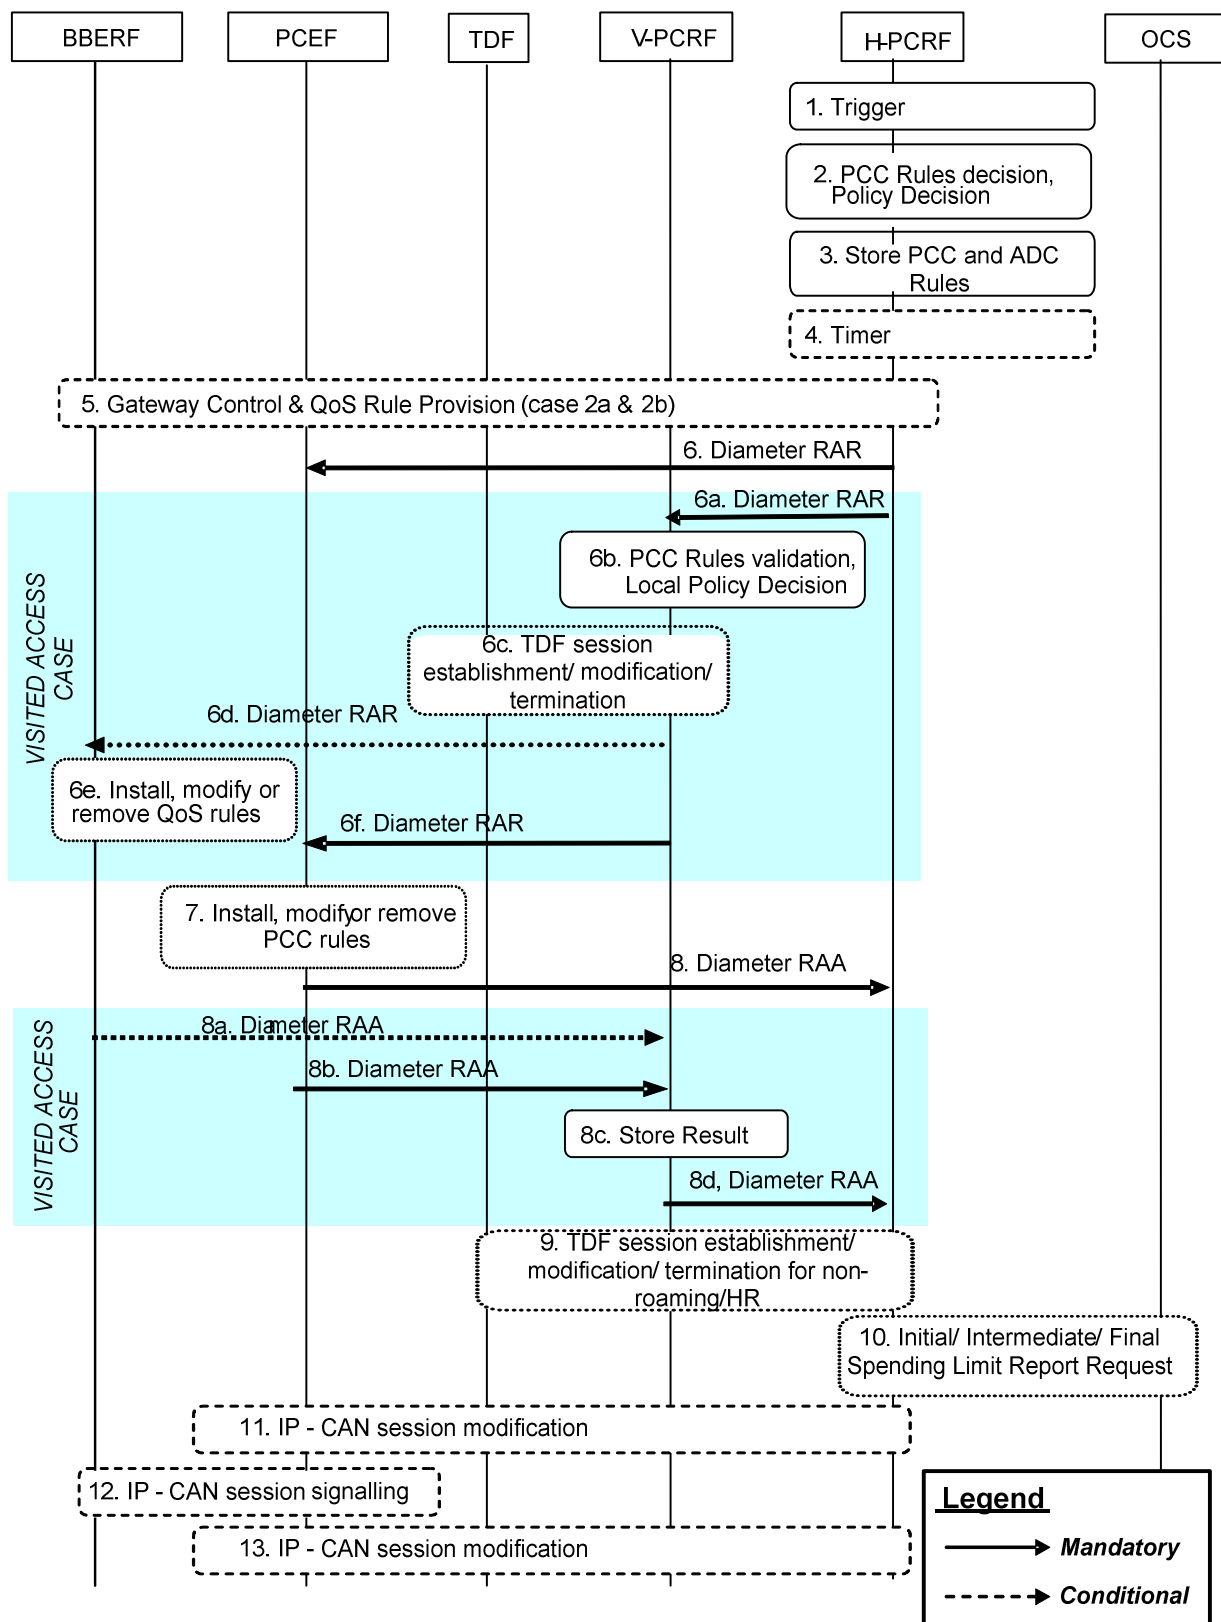 BBERF
PCEF
TDF
V-PCRF
H-PCRF
OCS
1. Trigger
2. PCC Rules decision,
Policy Decision
3. Store PCC and ADC
Rules
4. Timer
5. Gateway Control & QoS Rule Provision (case 2a & 2b)
6. Diameter RAR
6a. Diameter RAR
VISITED ACCESS
CASE
6b. PCC Rules validation,
Local Policy Decision
6c. TDF session
establishment/ modification/
termination
6d. Diameter RAR
6e. Install, modify or
remove QoS rules
6f. Diameter RAR
7. Install, modify or remove
PCC rules
8. Diameter RAA
VISITED ACCESS
CASE
8a. Diameter RAA
8b. Diameter RAA
8c. Store Result
8d, Diameter RAA
9. TDF session establishment/
modification/ termination for non-
roaming/HR
10. Initial/ Intermediate/ Final
Spending Limit Report Request
11. IP - CAN session modification
12. IP - CAN session signalling
13. IP - CAN session modification
Legend
Mandatory
Conditional